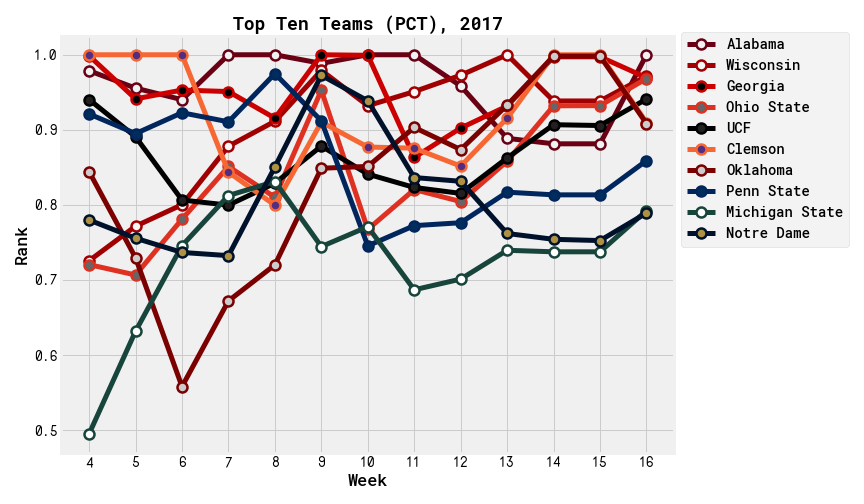 Top Ten Teams (PCT), 2017
Alabama
Wisconsin
Georgia
Ohio State
UCF
Clemson
Oklahoma
Penn State
Michigan State
Notre Dame
Rank
1.0
0.9
0.8
0.7
0.6
0.5
4 5 6 7 8 9 10 11 12 13 14 15 16
Week